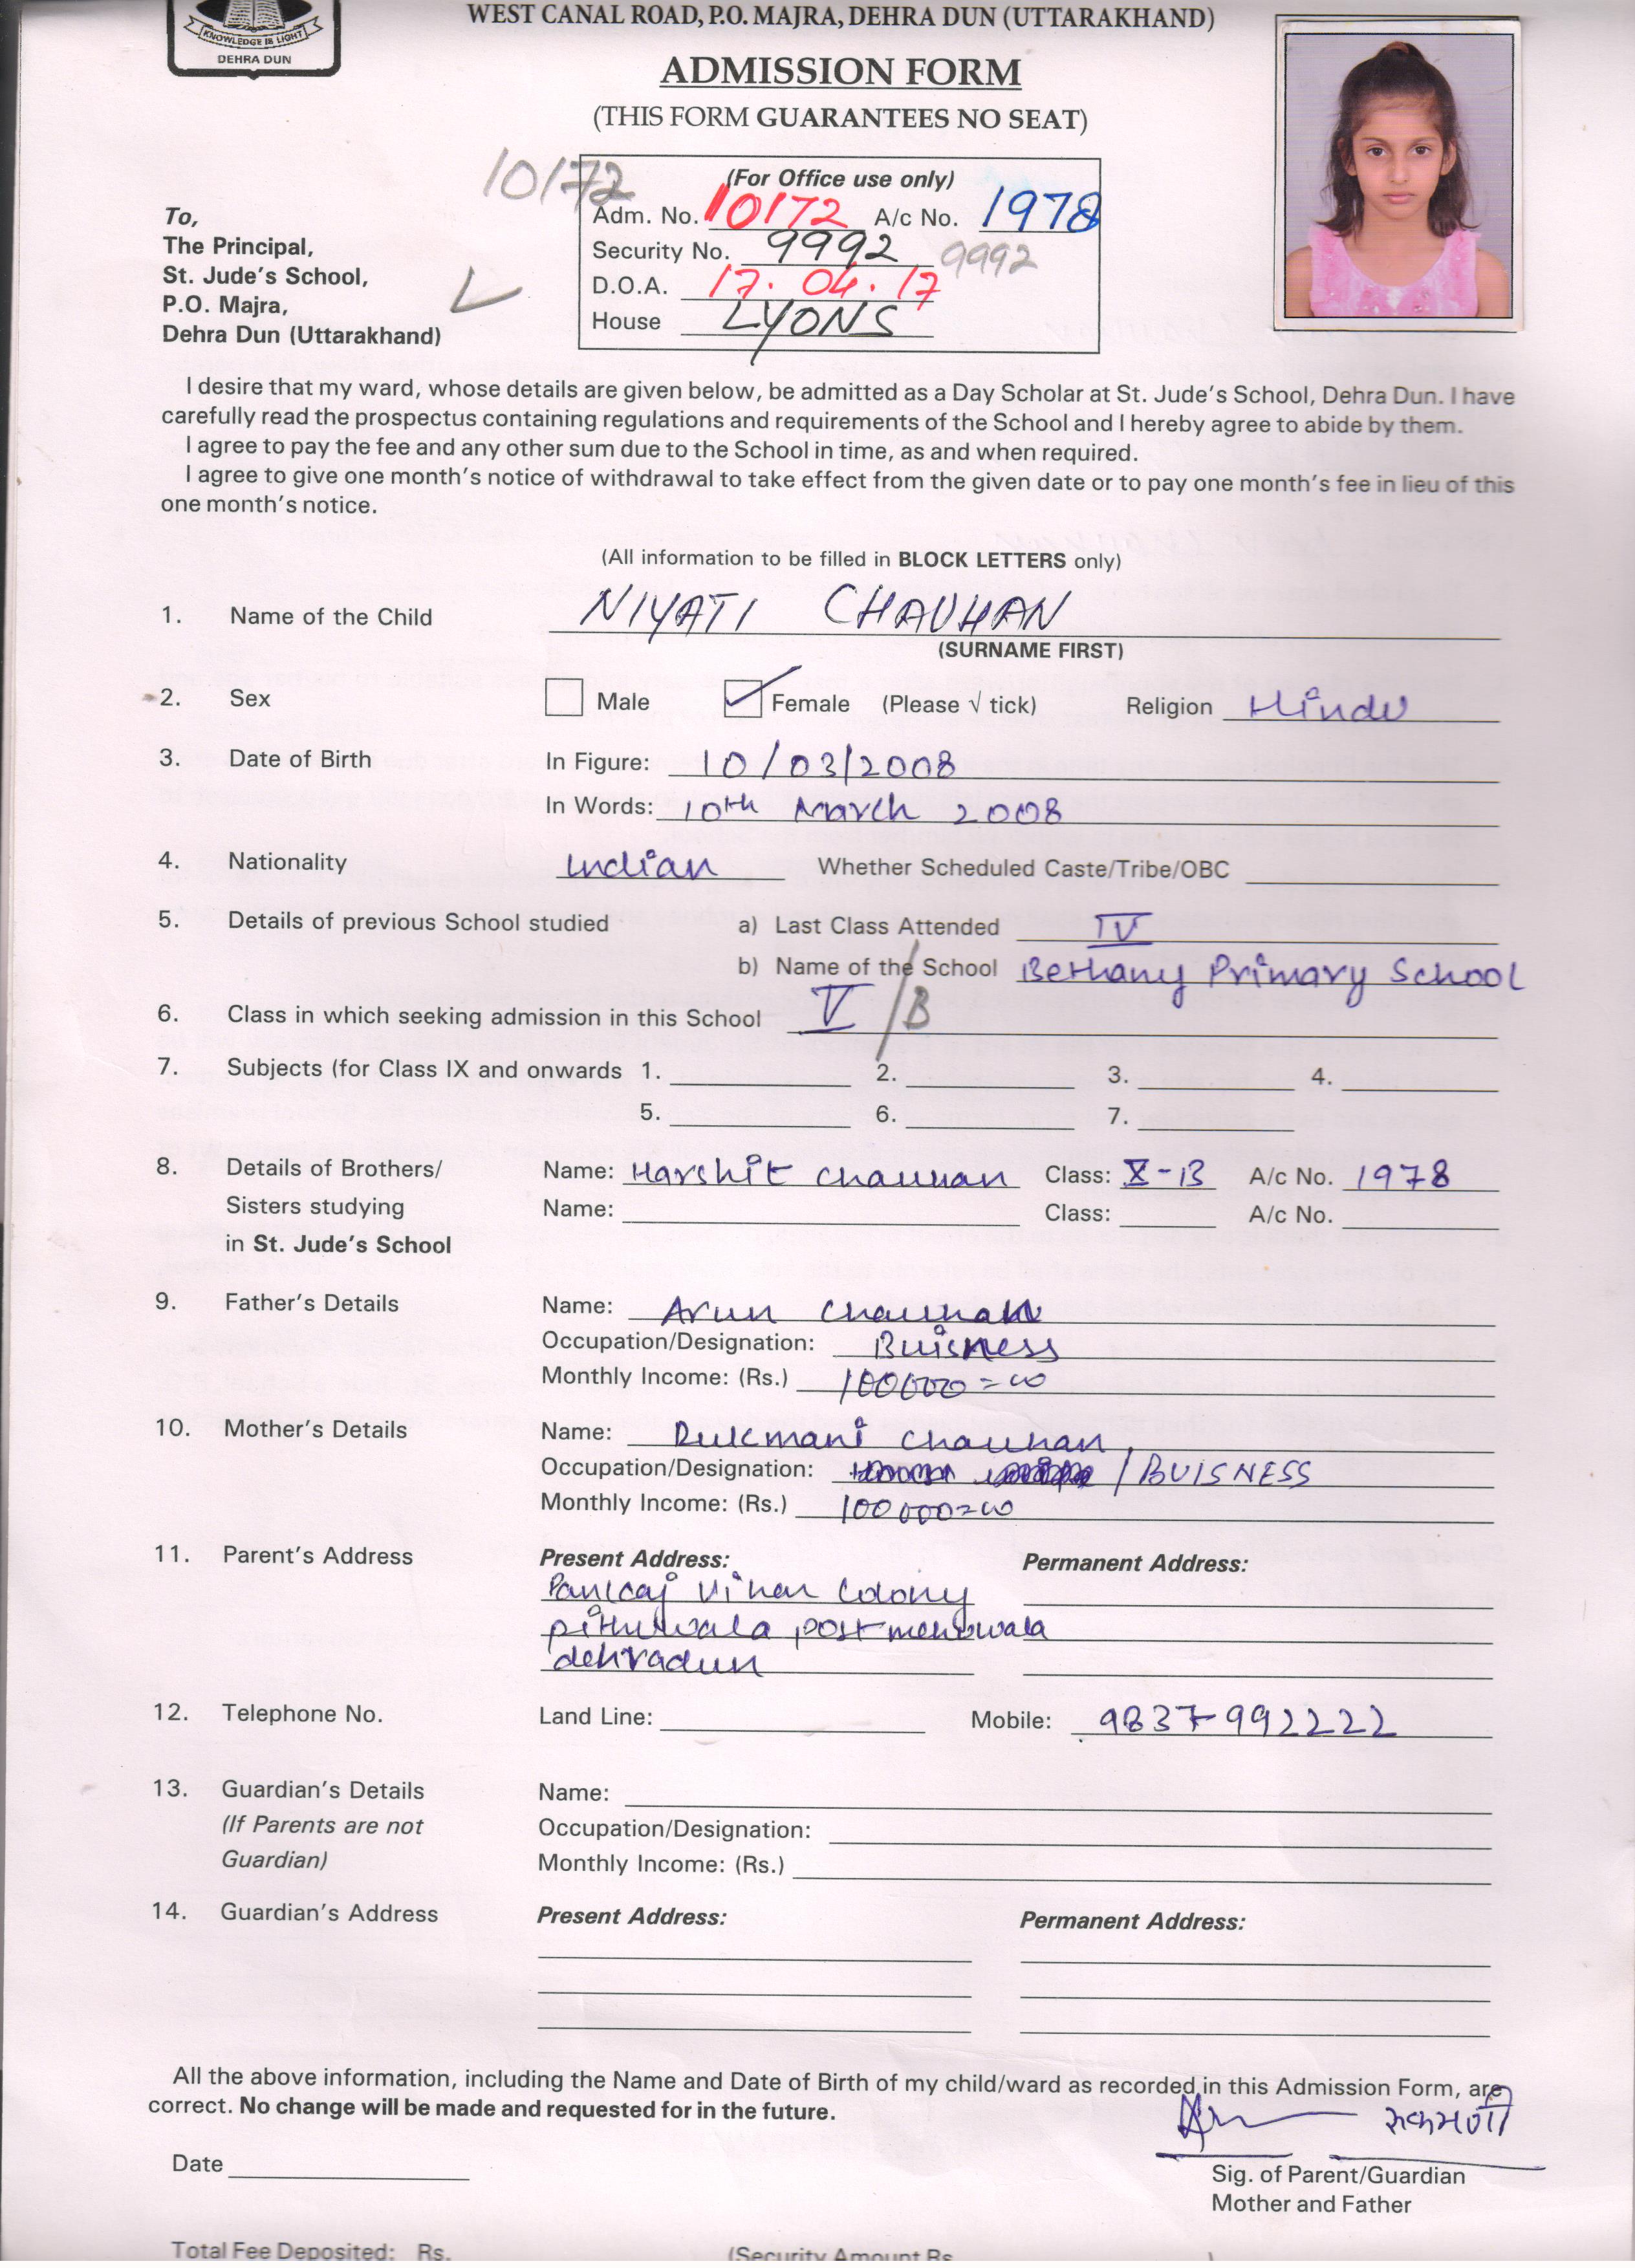 KNOWLEDGE IS LIGHT
DEHRA DUN
WEST CANAL ROAD, P.O. MAJRA, DEHRA DUN (UTTARAKHAND)
ADMISSION FORM
(THIS FORM GUARANTEES NO SEAT)
10172
(For Office use only)
Adm. No. 10172 A/c No. 1978
Security No. 9992 9992
D.O.A. 17.04.17
House LYONS
To,
The Principal,
St. Jude's School,
P.O. Majra,
Dehra Dun (Uttarakhand)
I desire that my ward, whose details are given below, be admitted as a Day Scholar at St. Jude's School, Dehra Dun. I have
carefully read the prospectus containing regulations and requirements of the School and I hereby agree to abide by them.
I agree to pay the fee and any other sum due to the School in time, as and when required.
I agree to give one month's notice of withdrawal to take effect from the given date or to pay one month's fee in lieu of this
one month's notice.
(All information to be filled in BLOCK LETTERS only)
1. Name of the Child NIYATI CHAUHAN
(SURNAME FIRST)
2. Sex Male Female (Please √ tick) Religion Hindu
3. Date of Birth In Figure: 10/03/2008
In Words: 10th March 2008
4. Nationality Indian Whether Scheduled Caste/Tribe/OBC
5. Details of previous School studied a) Last Class Attended IV
b) Name of the School Bethany Primary School
6. Class in which seeking admission in this School V /B
7. Subjects (for Class IX and onwards 1. 2. 3. 4.
5. 6. 7.
8. Details of Brothers/ Name: Harshit Chauhan Class: X-B A/c No. 1978
Sisters studying Name: Class: A/c No.
in St. Jude's School
9. Father's Details Name: Arun Chauhan
Occupation/Designation: Buisness
Monthly Income: (Rs.) 100000=00
10. Mother's Details Name: Rukmani Chauhan
Occupation/Designation: / BUISNESS
Monthly Income: (Rs.) 100000=00
11. Parent's Address Present Address: Permanent Address:
Pankaj Vihar Colony
pithuwala, post mehuwala
dehradun
12. Telephone No. Land Line: Mobile: 9837992222
13. Guardian's Details Name:
(If Parents are not Occupation/Designation:
Guardian) Monthly Income: (Rs.)
14. Guardian's Address Present Address: Permanent Address:
All the above information, including the Name and Date of Birth of my child/ward as recorded in this Admission Form, are
correct. No change will be made and requested for in the future.
Date
Sig. of Parent/Guardian
Mother and Father
Total Fee Deposited: Rs. (Security Amount Rs.